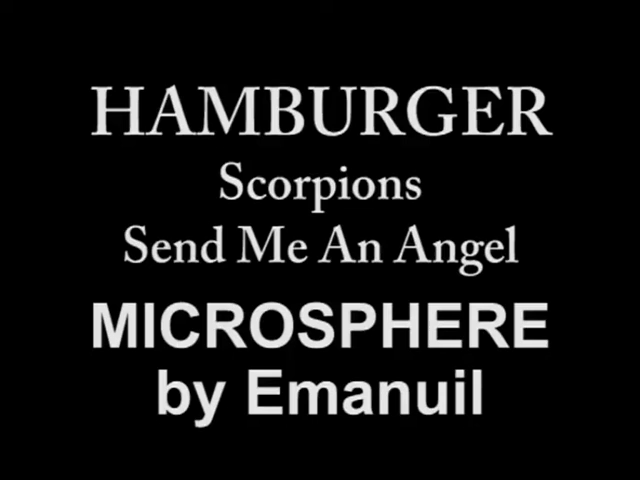 HAMBURGER
Scorpions
Send Me An Angel
MICROSPHERE
by Emanuil